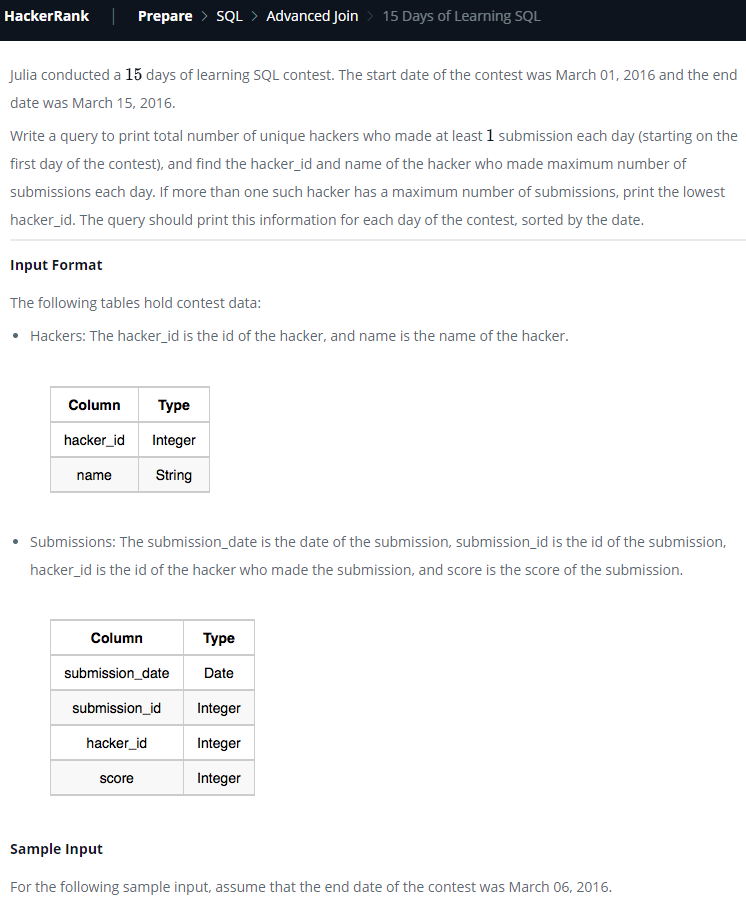 HackerRank | Prepare > SQL > Advanced Join > 15 Days of Learning SQL
Julia conducted a 15 days of learning SQL contest. The start date of the contest was March 01, 2016 and the end
date was March 15, 2016.
Write a query to print total number of unique hackers who made at least 1 submission each day (starting on the
first day of the contest), and find the hacker_id and name of the hacker who made maximum number of
submissions each day. If more than one such hacker has a maximum number of submissions, print the lowest
hacker_id. The query should print this information for each day of the contest, sorted by the date.
Input Format
The following tables hold contest data:
• Hackers: The hacker_id is the id of the hacker, and name is the name of the hacker.
Column Type
hacker_id Integer
name String
• Submissions: The submission_date is the date of the submission, submission_id is the id of the submission,
hacker_id is the id of the hacker who made the submission, and score is the score of the submission.
Column Type
submission_date Date
submission_id Integer
hacker_id Integer
score Integer
Sample Input
For the following sample input, assume that the end date of the contest was March 06, 2016.